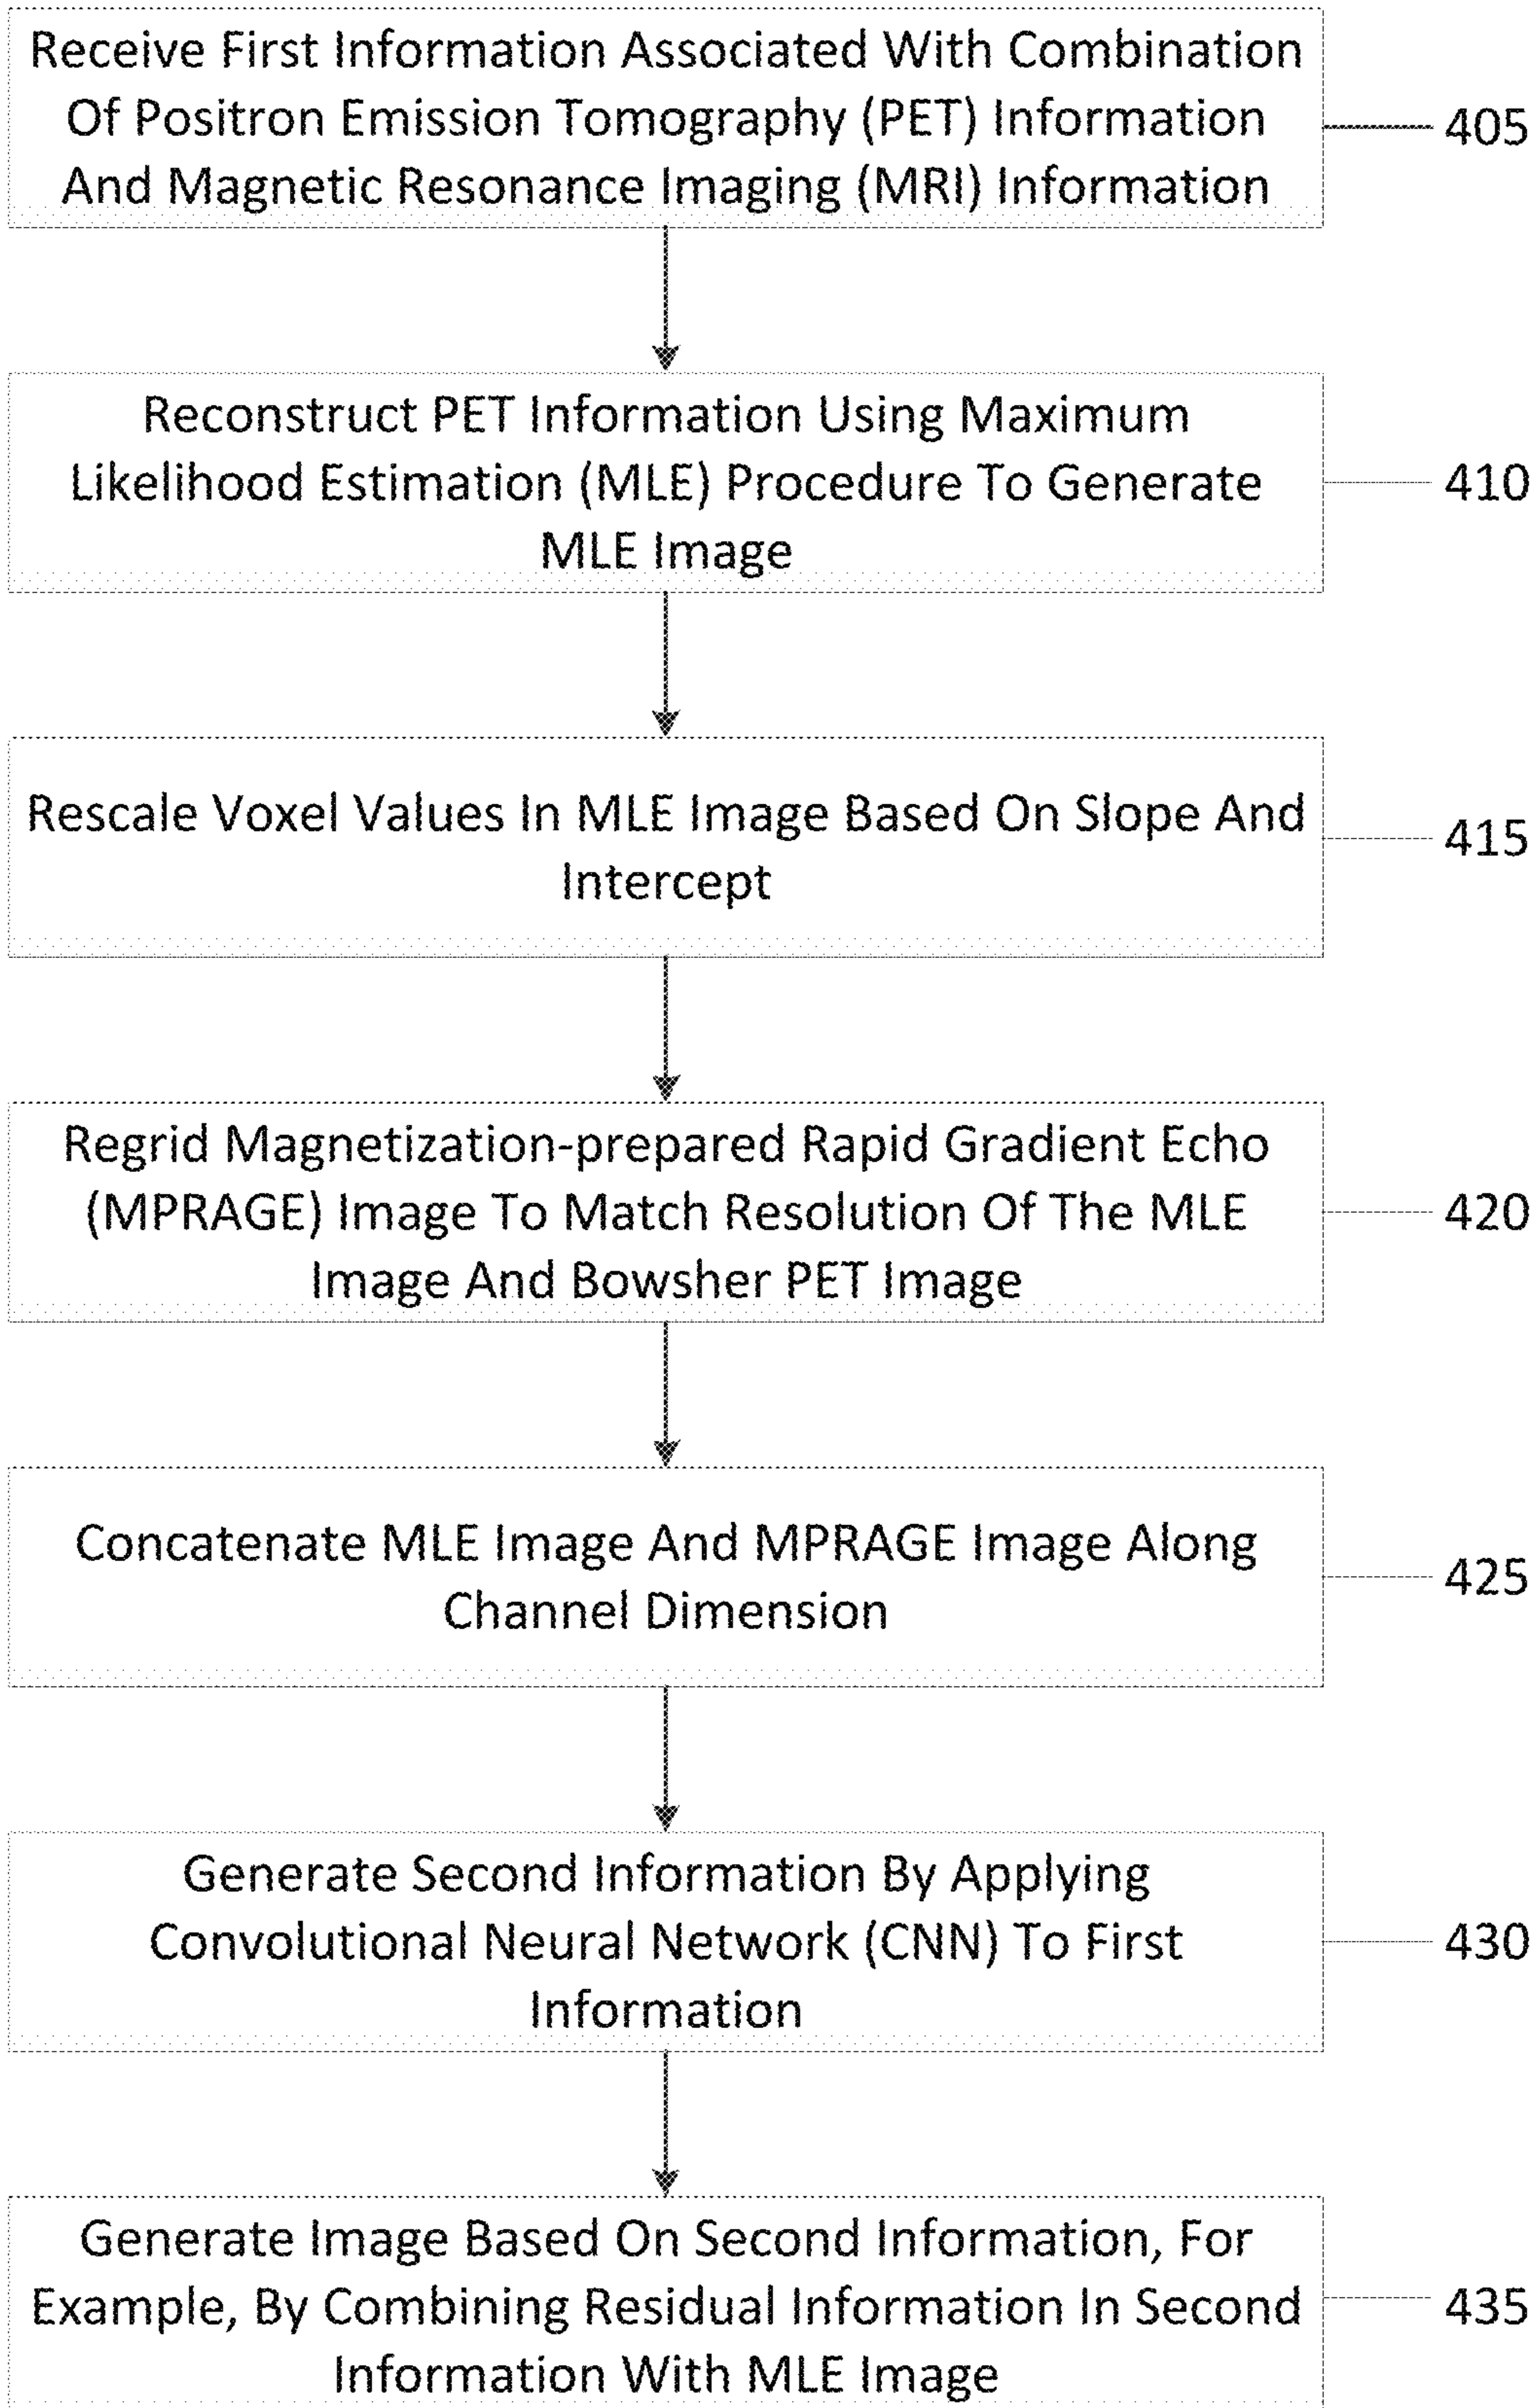 Receive First Information Associated With Combination
Of Positron Emission Tomography (PET) Information
And Magnetic Resonance Imaging (MRI) Information
405
Reconstruct PET Information Using Maximum
Likelihood Estimation (MLE) Procedure To Generate
MLE Image
410
Rescale Voxel Values In MLE Image Based On Slope And
Intercept
415
Regrid Magnetization-prepared Rapid Gradient Echo
(MPRAGE) Image To Match Resolution Of The MLE
Image And Bowsher PET Image
420
Concatenate MLE Image And MPRAGE Image Along
Channel Dimension
425
Generate Second Information By Applying
Convolutional Neural Network (CNN) To First
Information
430
Generate Image Based On Second Information, For
Example, By Combining Residual Information In Second
Information With MLE Image
435